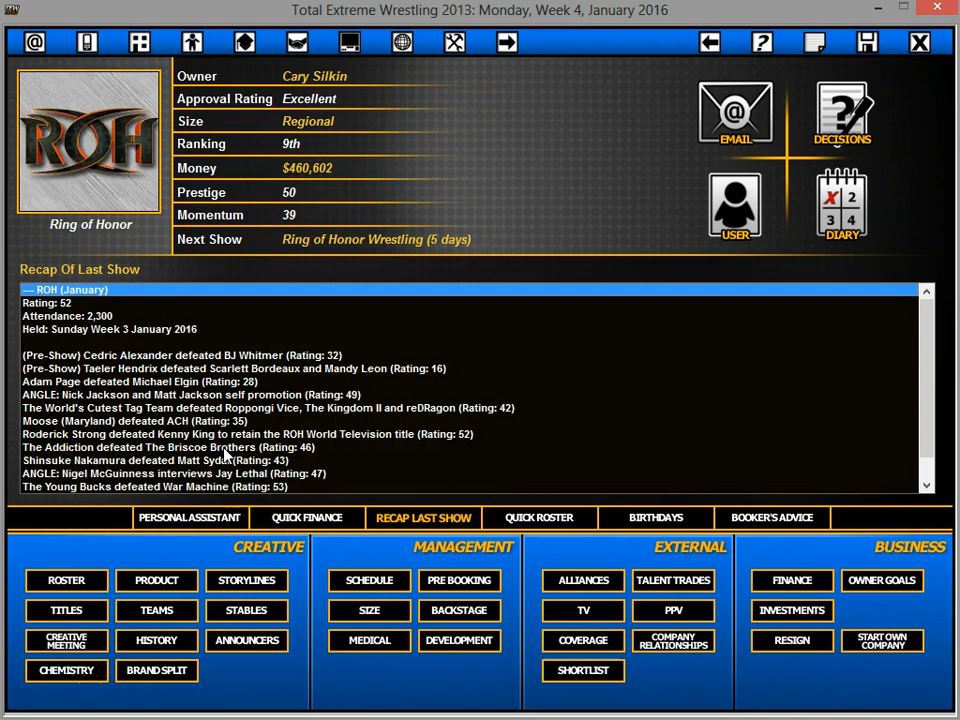 Total Extreme Wrestling 2013: Monday, Week 4, January 2016
ROH
Ring of Honor
Owner Cary Silkin
Approval Rating Excellent
Size Regional
Ranking 9th
Money $460,602
Prestige 50
Momentum 39
Next Show Ring of Honor Wrestling (5 days)
EMAIL
DECISIONS
USER
X 2
3 4
DIARY
Recap Of Last Show
--- ROH (January)
Rating: 52
Attendance: 2,300
Held: Sunday Week 3 January 2016
(Pre-Show) Cedric Alexander defeated BJ Whitmer (Rating: 32)
(Pre-Show) Taeler Hendrix defeated Scarlett Bordeaux and Mandy Leon (Rating: 16)
Adam Page defeated Michael Elgin (Rating: 28)
ANGLE: Nick Jackson and Matt Jackson self promotion (Rating: 49)
The World's Cutest Tag Team defeated Roppongi Vice, The Kingdom II and reDRagon (Rating: 42)
Moose (Maryland) defeated ACH (Rating: 35)
Roderick Strong defeated Kenny King to retain the ROH World Television title (Rating: 52)
The Addiction defeated The Briscoe Brothers (Rating: 46)
Shinsuke Nakamura defeated Matt Sydal (Rating: 43)
ANGLE: Nigel McGuinness interviews Jay Lethal (Rating: 47)
The Young Bucks defeated War Machine (Rating: 53)
PERSONAL ASSISTANT QUICK FINANCE RECAP LAST SHOW QUICK ROSTER BIRTHDAYS BOOKER'S ADVICE
CREATIVE
ROSTER PRODUCT STORYLINES
TITLES TEAMS STABLES
CREATIVE
MEETING
HISTORY ANNOUNCERS
CHEMISTRY BRAND SPLIT
MANAGEMENT
SCHEDULE PRE BOOKING
SIZE BACKSTAGE
MEDICAL DEVELOPMENT
EXTERNAL
ALLIANCES TALENT TRADES
TV PPV
COVERAGE COMPANY
RELATIONSHIPS
SHORTLIST
BUSINESS
FINANCE OWNER GOALS
INVESTMENTS
RESIGN START OWN
COMPANY